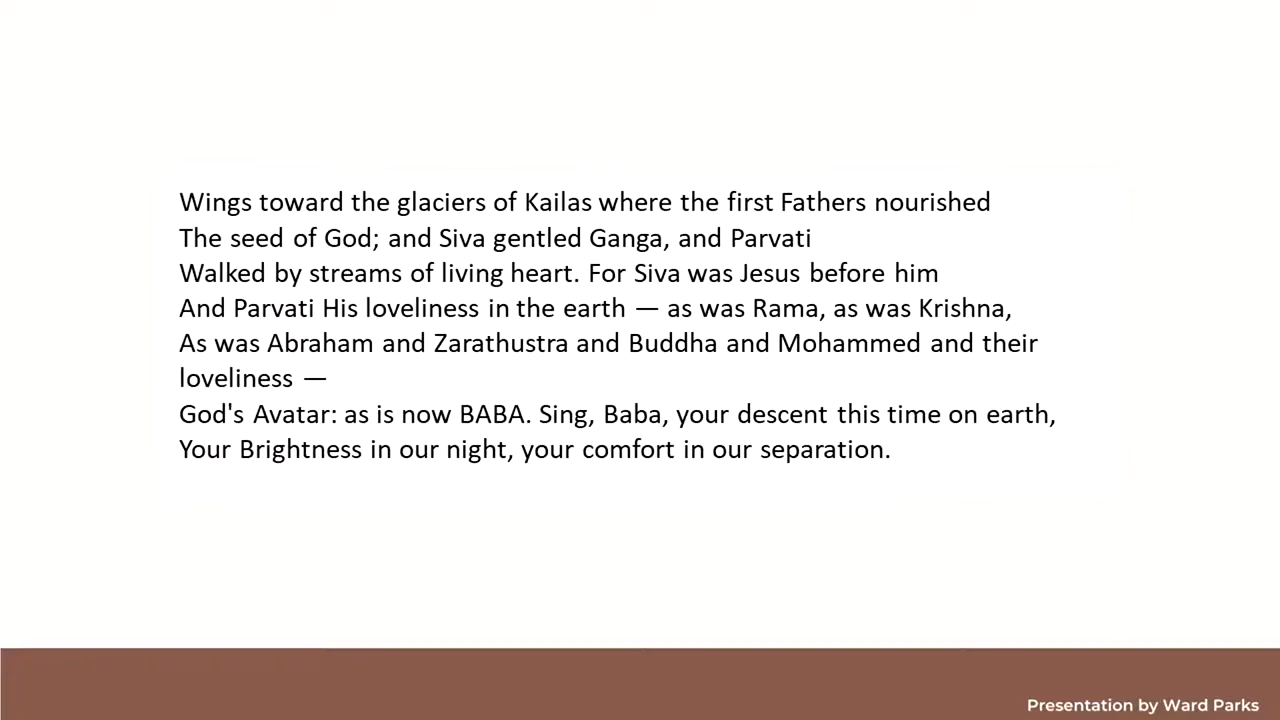 Wings toward the glaciers of Kailas where the first Fathers nourished
The seed of God; and Siva gentled Ganga, and Parvati
Walked by streams of living heart. For Siva was Jesus before him
And Parvati His loveliness in the earth — as was Rama, as was Krishna,
As was Abraham and Zarathustra and Buddha and Mohammed and their
loveliness —
God's Avatar: as is now BABA. Sing, Baba, your descent this time on earth,
Your Brightness in our night, your comfort in our separation.
Presentation by Ward Parks